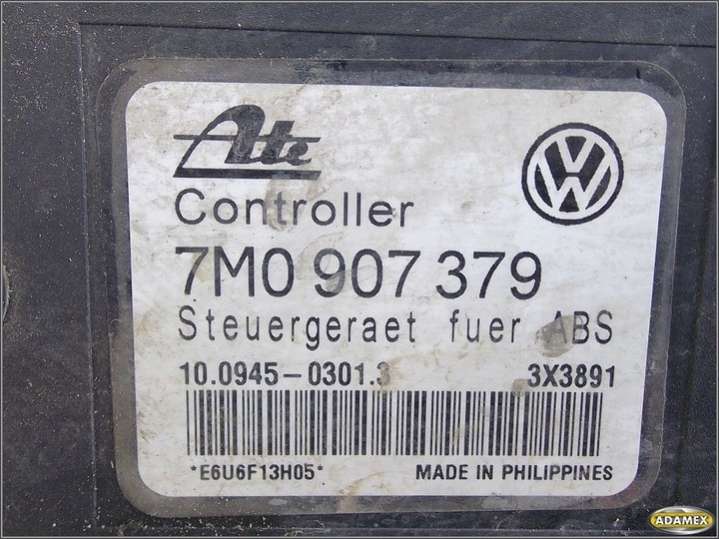 Ate
Controller
7M0 907 379
Steuergeraet fuer ABS
10.0945-0301.3 3X3891
*E6U6F13H05* MADE IN PHILIPPINES
ADAMEX